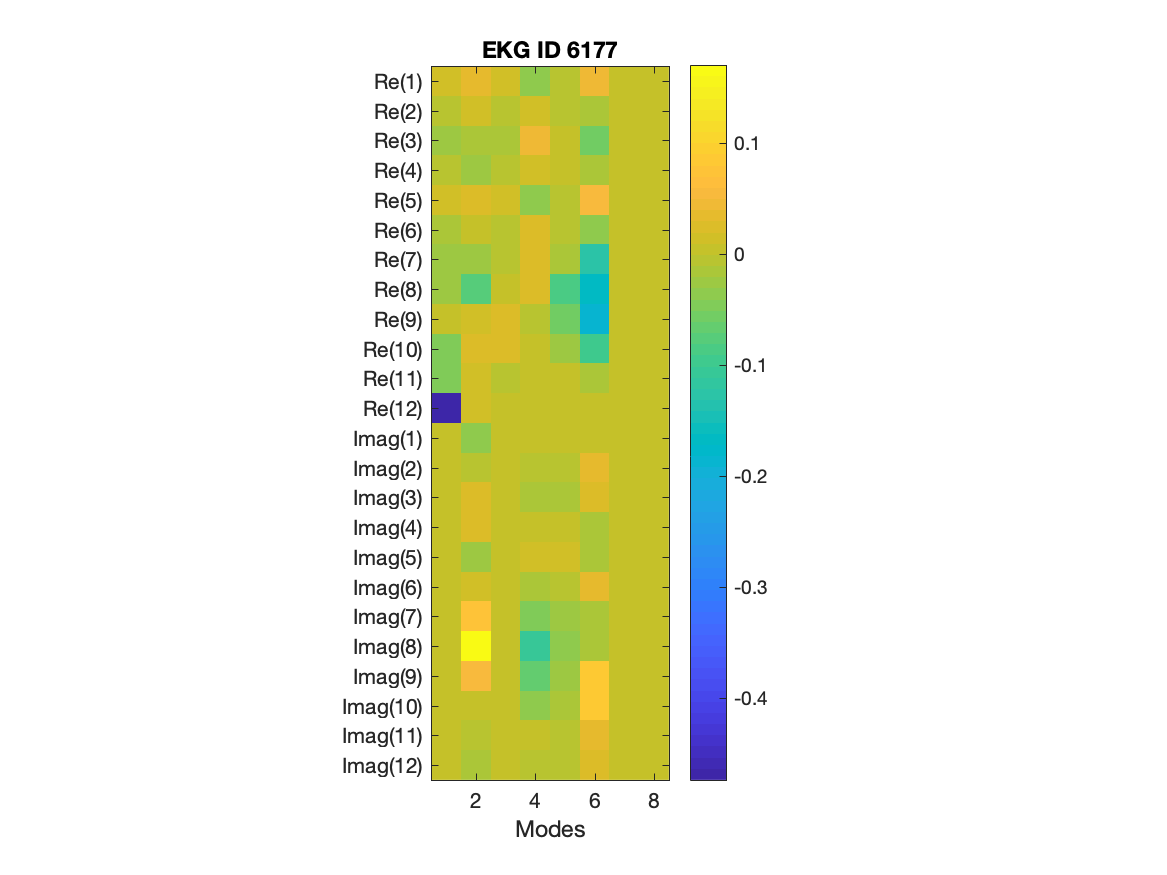 EKG ID 6177
Re(1)
Re(2)
Re(3)
Re(4)
Re(5)
Re(6)
Re(7)
Re(8)
Re(9)
Re(10)
Re(11)
Re(12)
Imag(1)
Imag(2)
Imag(3)
Imag(4)
Imag(5)
Imag(6)
Imag(7)
Imag(8)
Imag(9)
Imag(10)
Imag(11)
Imag(12)
2 4 6 8
Modes
0.1
0
-0.1
-0.2
-0.3
-0.4